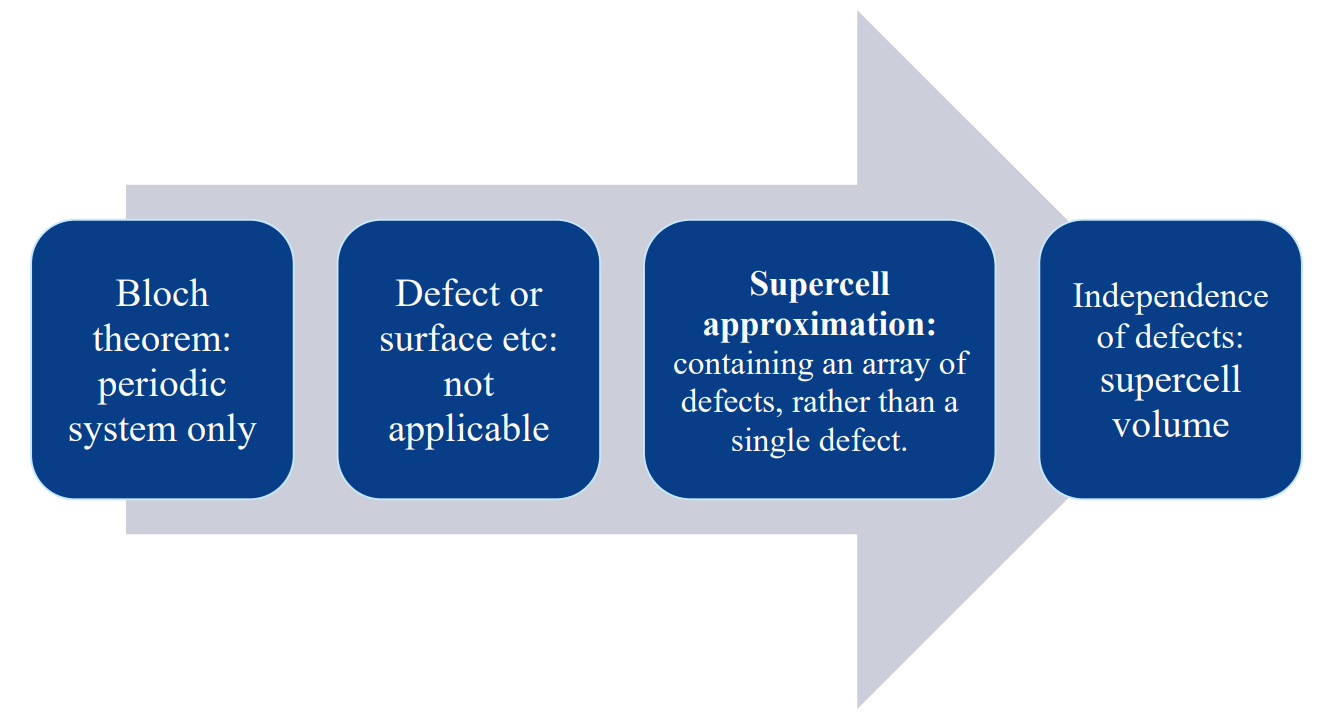 Bloch
theorem:
periodic
system only
Defect or
surface etc:
not
applicable
Supercell
approximation:
containing an array of
defects, rather than a
single defect.
Independence
of defects:
supercell
volume